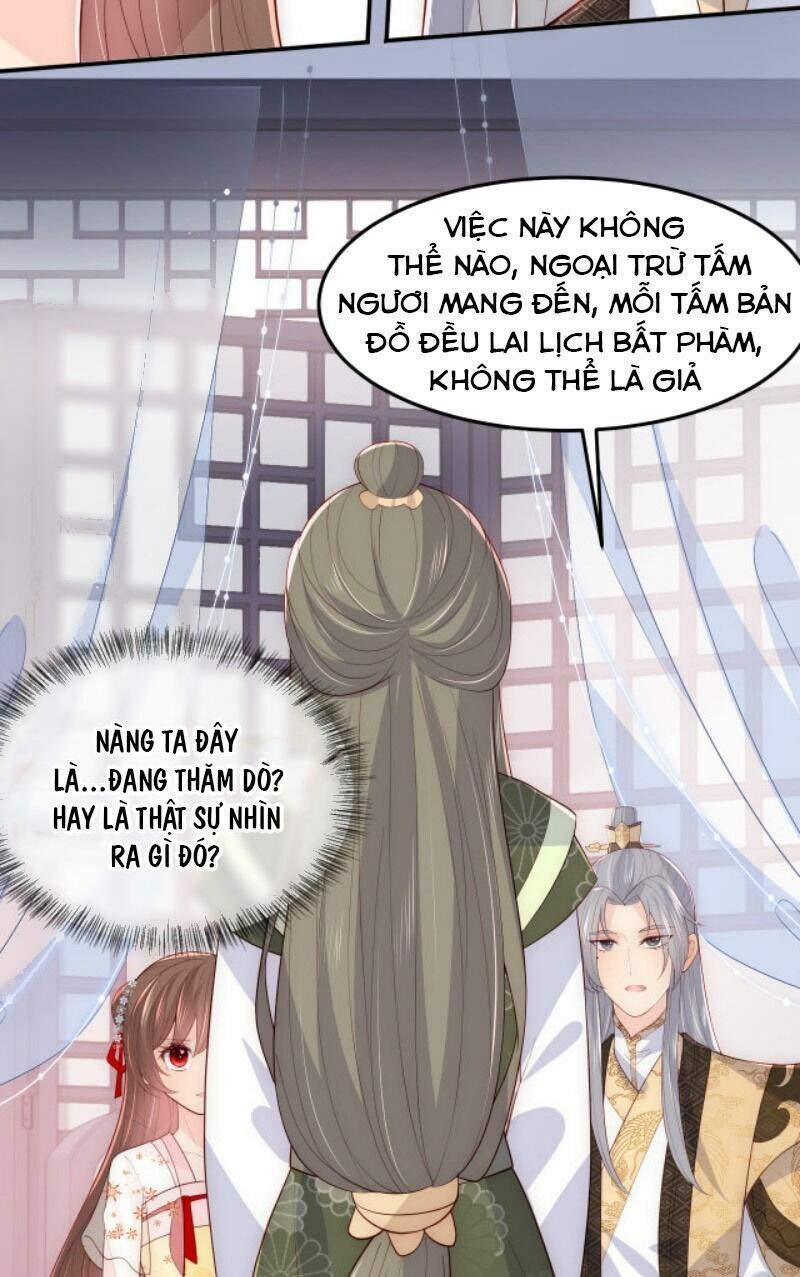 VIỆC NÀY KHÔNG
THỂ NÀO, NGOẠI TRỪ TẤM
NGƯƠI MANG ĐẾN, MỖI TẤM BẢN
ĐỒ ĐỀU LAI LỊCH BẤT PHÀM,
KHÔNG THỂ LÀ GIẢ
NÀNG TA ĐÂY
LÀ...ĐANG THĂM DÒ?
HAY LÀ THẬT SỰ NHÌN
RA GÌ ĐÓ?